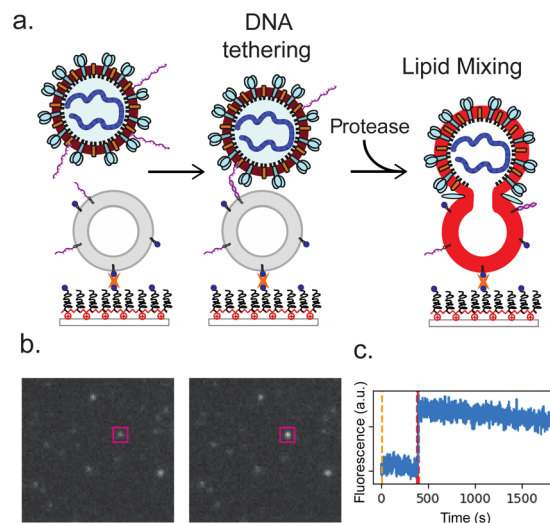 a.
DNA
tethering
Lipid Mixing
Protease
b.
c.
Fluorescence (a.u.)
0 500 1000 1500
Time (s)